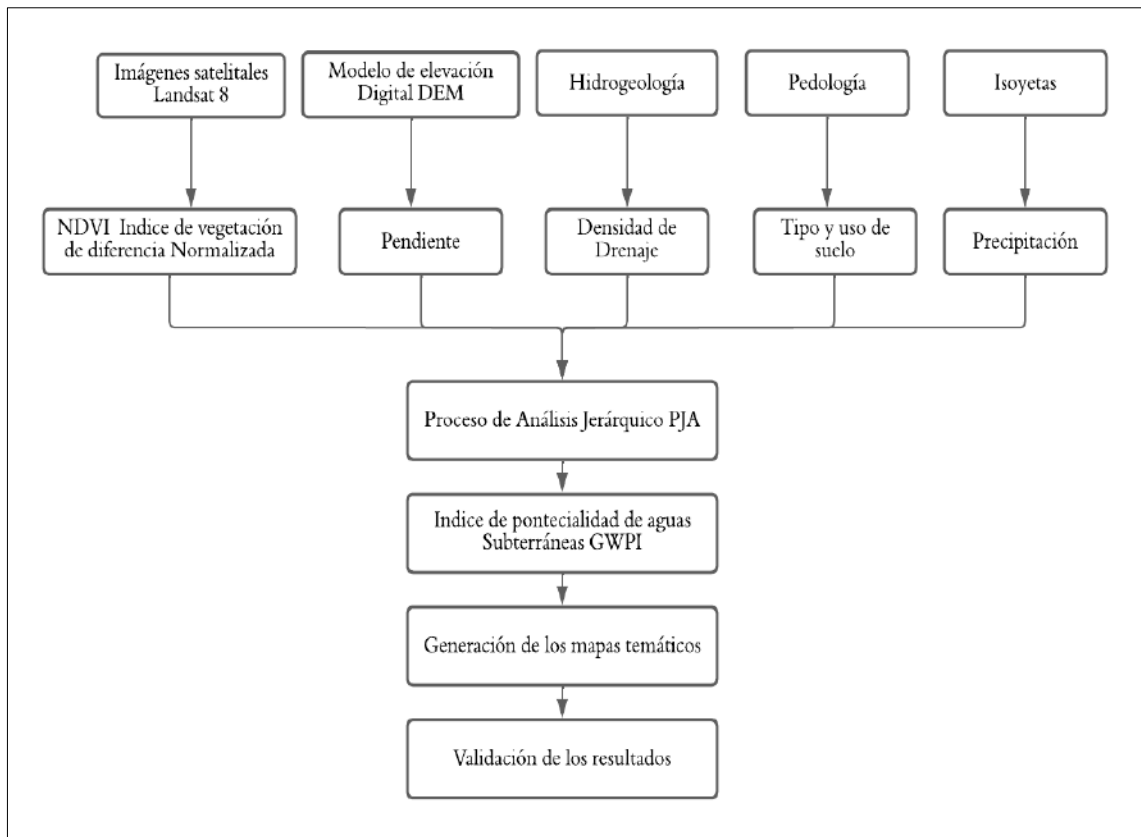 Imágenes satelitales
Landsat 8
Modelo de elevación
Digital DEM
Hidrogeología
Pedología
Isoyetas
NDVI Indice de vegetación
de diferencia Normalizada
Pendiente
Densidad de
Drenaje
Tipo y uso de
suelo
Precipitación
Proceso de Análisis Jerárquico PJA
Indice de pontecialidad de aguas
Subterráneas GWPI
Generación de los mapas temáticos
Validación de los resultados